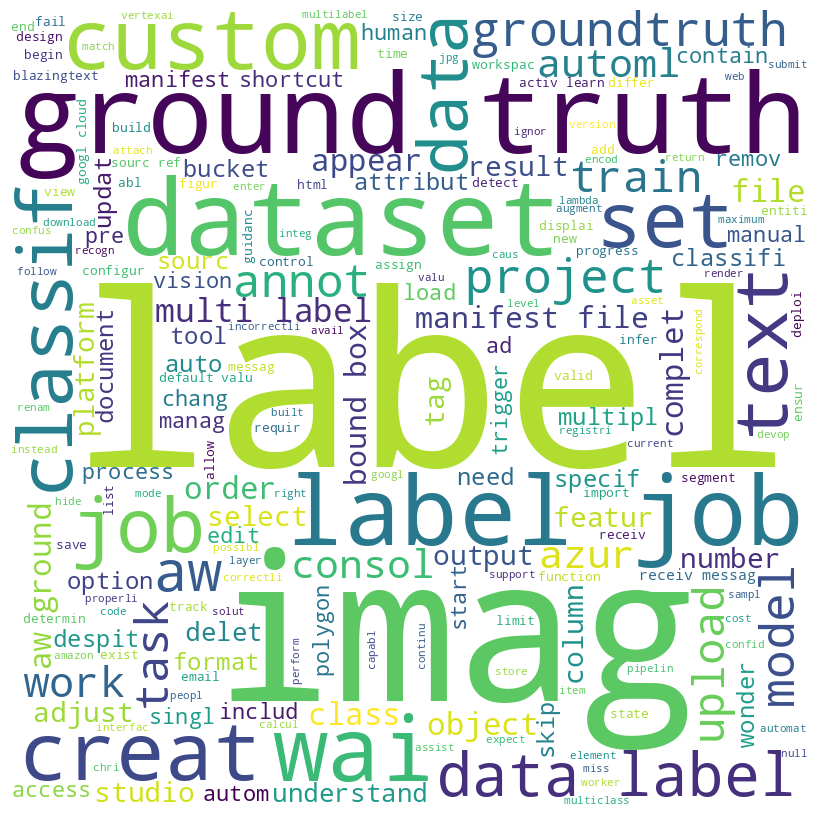 end fail vertexai multilabel size human
design match custom data groundtruth
begin time jpg workspac contain submit
blazingtext manifest shortcut automl web
ground truth activ learn differ
googl cloud build ignor version
attach sourc ref bucket appear result train add remov
abl figur html attribut detect encod return file
view updat enter lambda entiti
download classif pre dataset augment set maximum manual
confus guidanc integ displai new
recogn sourc control caus assign progress classifi
follow configur vision annot valu project render
multi label load level manifest file asset text deploi
platform document tool incorrectli avail ad infer complet correspond
auto messag tag trigger valid
default valu label
renam chang built bound box multipl ensur
manag requir registri current devop
instead allow googl
process need specif segment
hide list mode order right label import job
job select featur receiv
save edit possibl output azur number
aw ground option aw layer consol support function receiv messag model
properli correctli start sampl
determin code track solut imag column upload cost
despit task delet polygon capabl continu limit confid
amazon exist format perform store pipelin wonder
work peopl email item
adjust singl includ class object skip state automat
interfac calcul assist expect element null
creat wai data label
chri miss worker
access studio autom understand multiclass